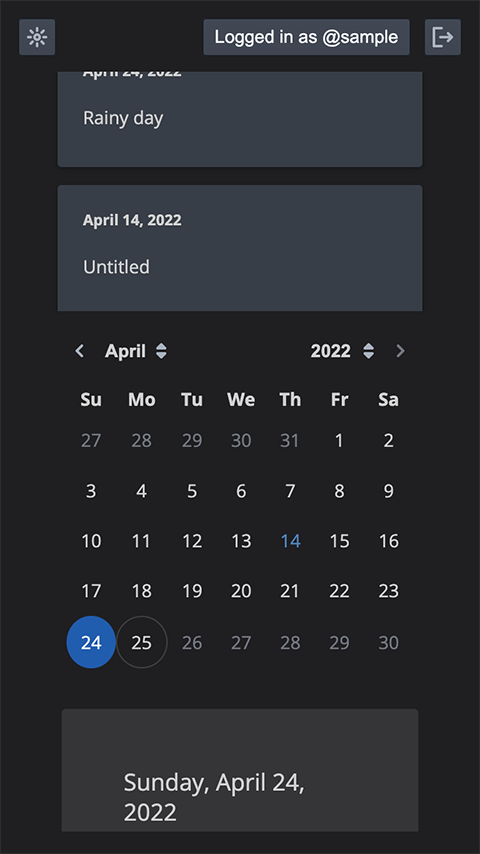 Logged in as @sample
April 24, 2022
Rainy day
April 14, 2022
Untitled
April 2022
Su Mo Tu We Th Fr Sa
27 28 29 30 31 1 2
3 4 5 6 7 8 9
10 11 12 13 14 15 16
17 18 19 20 21 22 23
24 25 26 27 28 29 30
Sunday, April 24,
2022